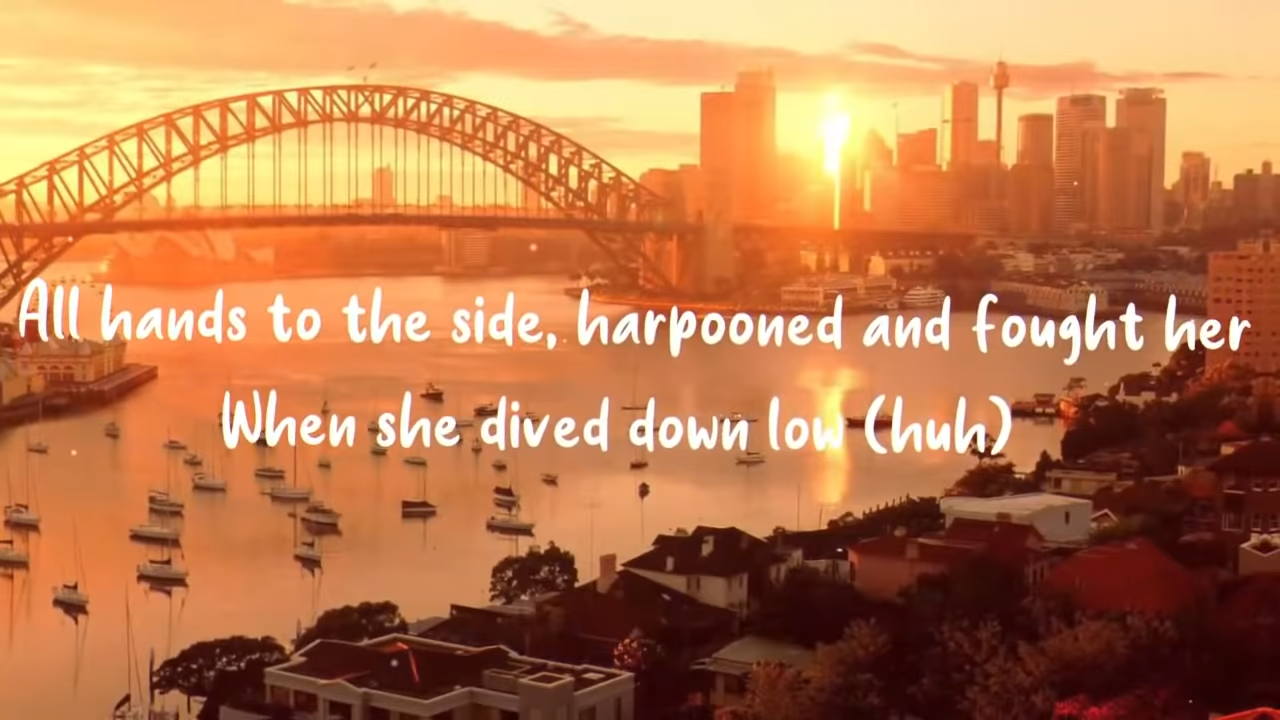 All hands to the side, harpooned and fought her
When she dived down low (huh)